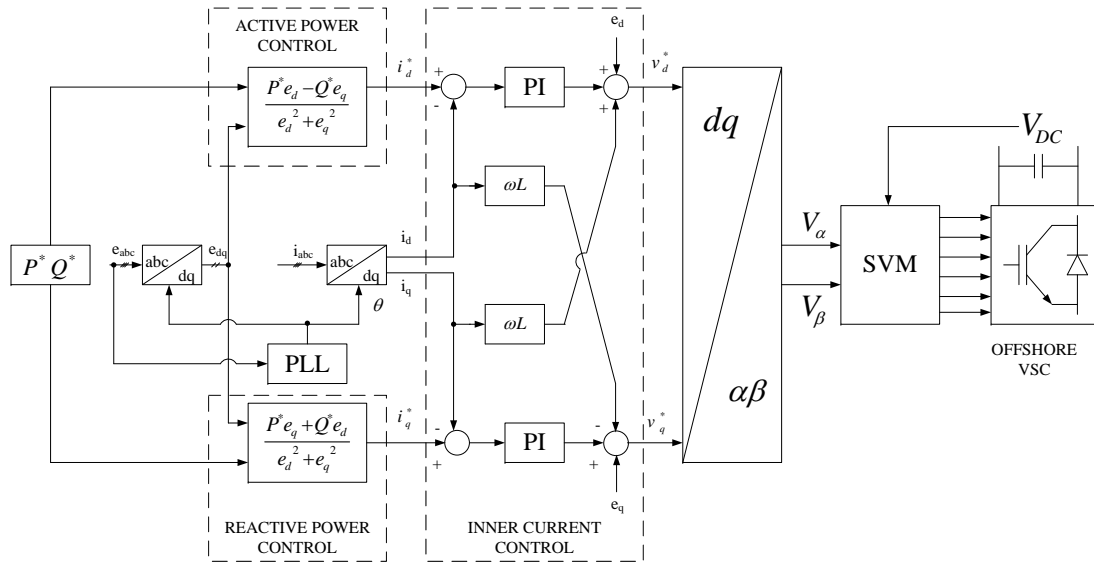 ACTIVE POWER
CONTROL
P^* e_d − Q^* e_q
e_d^2 + e_q^2
i_d^*
+
-
PI
e_d
+
+
v_d^*
dq
αβ
ωL
ωL
P^* Q^*
e_abc
abc
dq
e_dq
i_abc
abc
dq
i_d
i_q
θ
PLL
P^* e_q + Q^* e_d
e_d^2 + e_q^2
i_q^*
-
+
PI
-
+
e_q
v_q^*
REACTIVE POWER
CONTROL
INNER CURRENT
CONTROL
V_α
V_β
SVM
V_DC
OFFSHORE
VSC